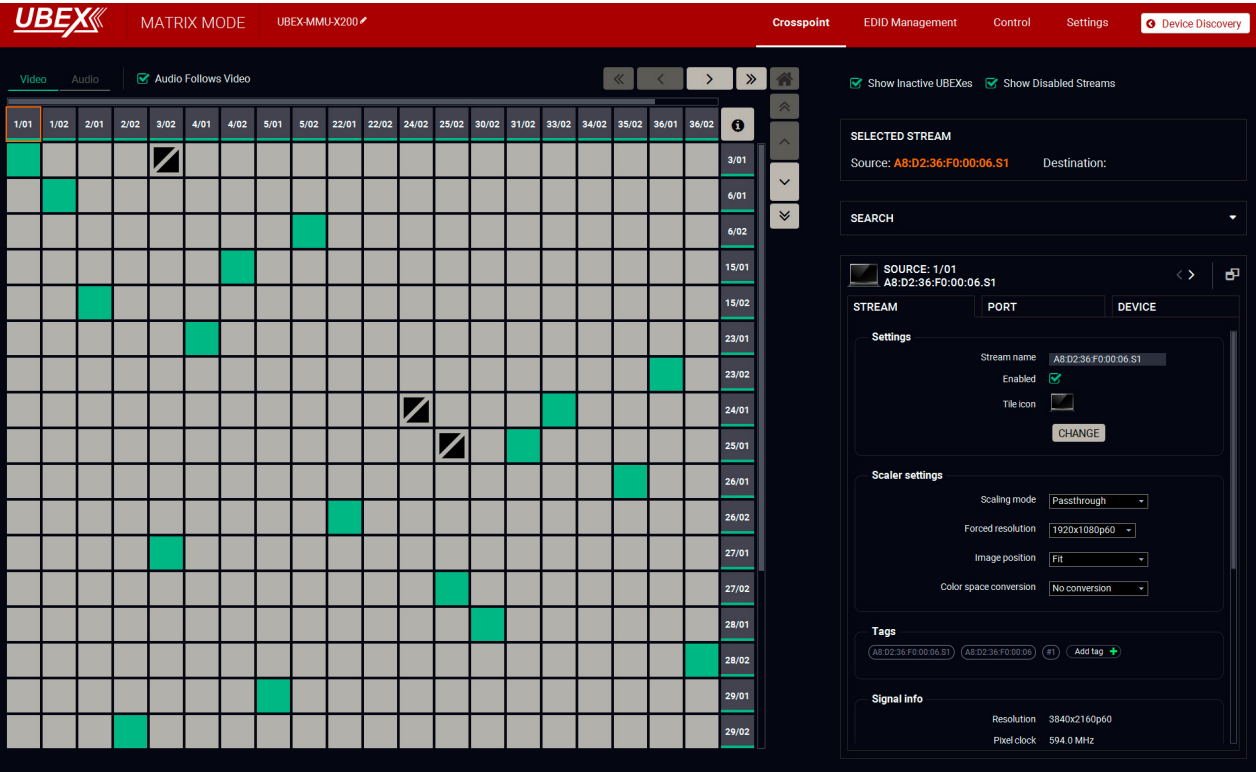 UBEX MATRIX MODE UBEX-MMU-X200 Crosspoint EDID Management Control Settings Device Discovery
Video Audio Audio Follows Video
1/01 1/02 2/01 2/02 3/02 4/01 4/02 5/01 5/02 22/01 22/02 24/02 25/02 30/02 31/02 33/02 34/02 35/02 36/01 36/02
3/01
6/01
6/02
15/01
15/02
23/01
23/02
24/01
25/01
26/01
26/02
27/01
27/02
28/01
28/02
29/01
29/02
Show Inactive UBEXes Show Disabled Streams
SELECTED STREAM
Source: A8:D2:36:F0:00:06.S1 Destination:
SEARCH
SOURCE: 1/01
A8:D2:36:F0:00:06.S1
STREAM PORT DEVICE
Settings
Stream name A8:D2:36:F0:00:06.S1
Enabled
Tile icon
CHANGE
Scaler settings
Scaling mode Passthrough
Forced resolution 1920x1080p60
Image position Fit
Color space conversion No conversion
Tags
A8:D2:36:F0:00:06.S1 A8:D2:36:F0:00:06 #1 Add tag
Signal info
Resolution 3840x2160p60
Pixel clock 594.0 MHz